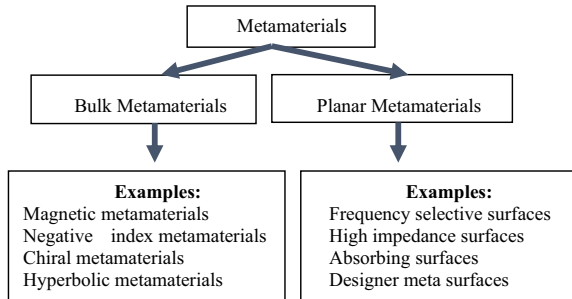 Metamaterials
Bulk Metamaterials
Planar Metamaterials
Examples:
Magnetic metamaterials
Negative index metamaterials
Chiral metamaterials
Hyperbolic metamaterials
Examples:
Frequency selective surfaces
High impedance surfaces
Absorbing surfaces
Designer meta surfaces